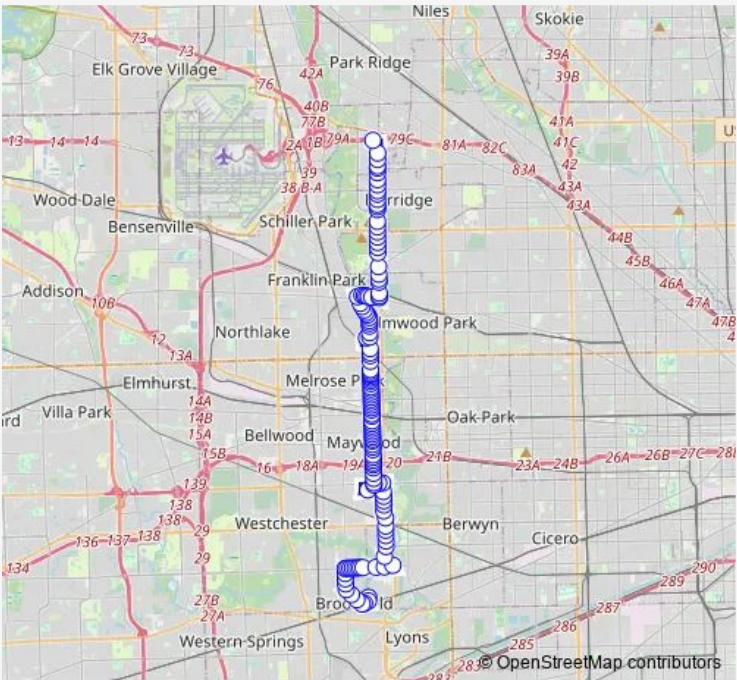 Niles
Skokie
73
73
39A
39B
Elk Grove Village
42A
Park Ridge
76
40B
77B
41A
13
14
14
2A
1B
79A
79C
81A
82C
41C
42
39
83A
38 B-A
43A
43A
Wood Dale
Schiller Park
Bensenville
44B
45B
Franklin Park
46A
Addison
10B
47A
47B
Northlake
lmwood Park
12
13A
Elmhurst
Melrose P k
14A
Villa Park
14B
Oak Park
15A
Bellwood
Mayw od
15B
16
18A
19A
20
21B
23A
24B
26A
26B
27C
139
138
Westchester
Berwyn
138
29
Cicero
136
137
138
134
29
290
289
27B
Broo ld
287
27A
286
Western Springs
Lyons
285
283
© OpenStreetMap contributors